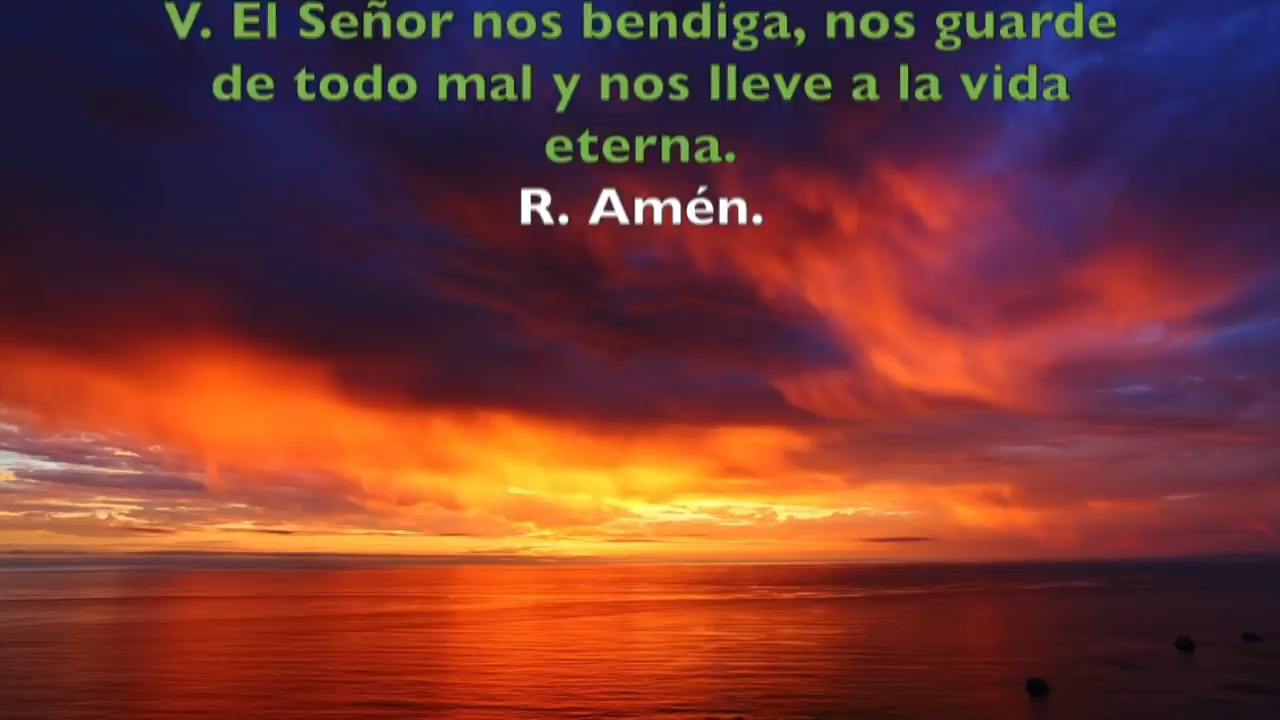 V. El Señor nos bendiga, nos guarde
de todo mal y nos lleve a la vida
eterna.
R. Amén.